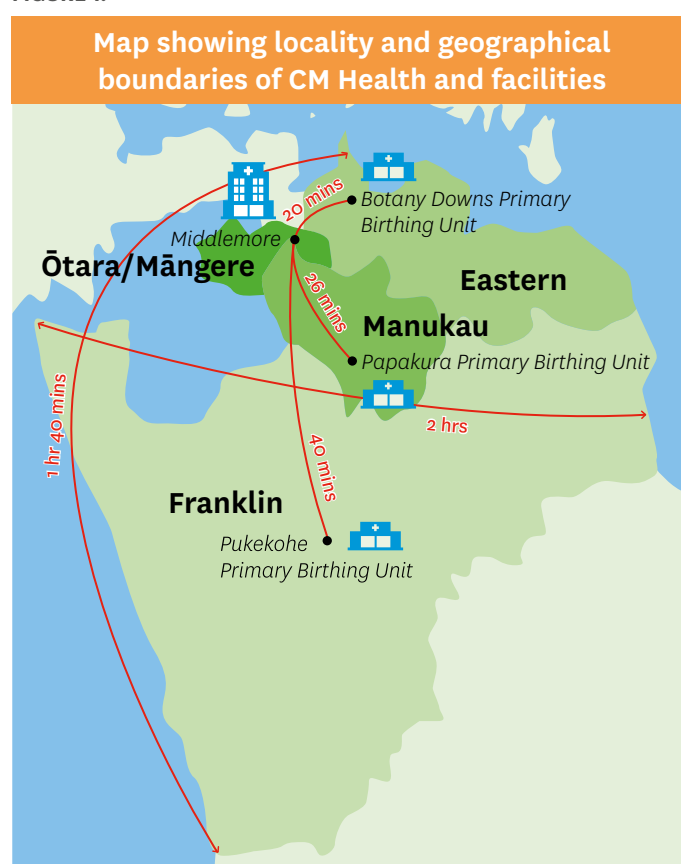 Map showing locality and geographical
boundaries of CM Health and facilities
20 mins
Botany Downs Primary
Birthing Unit
Middlemore
Ōtara/Māngere
Eastern
26 mins
Manukau
Papakura Primary Birthing Unit
1 hr 40 mins
2 hrs
40 mins
Franklin
Pukekohe
Primary Birthing Unit